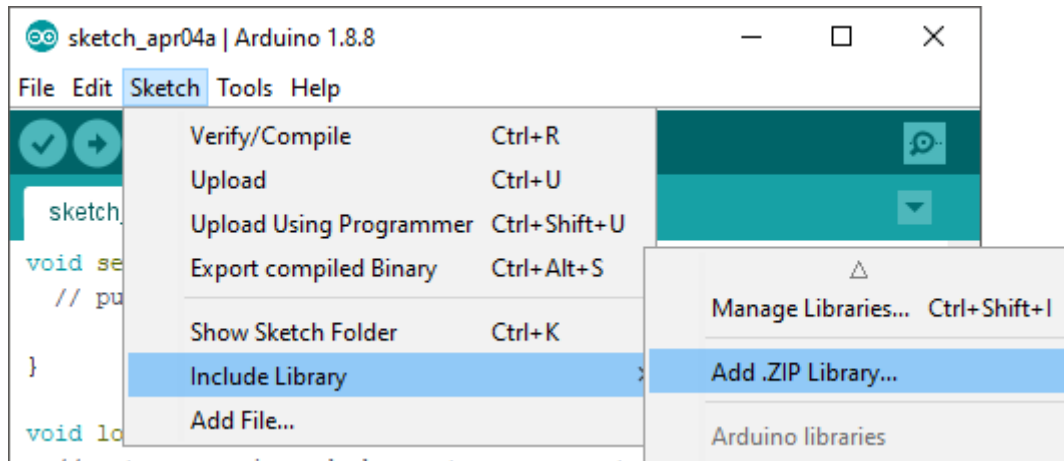 sketch_apr04a | Arduino 1.8.8
File Edit Sketch Tools Help
Verify/Compile Ctrl+R
Upload Ctrl+U
Upload Using Programmer Ctrl+Shift+U
Export compiled Binary Ctrl+Alt+S
Show Sketch Folder Ctrl+K
Include Library
Add File...
Manage Libraries... Ctrl+Shift+I
Add .ZIP Library...
Arduino libraries
sketch_
void se
// pu
}
void lo